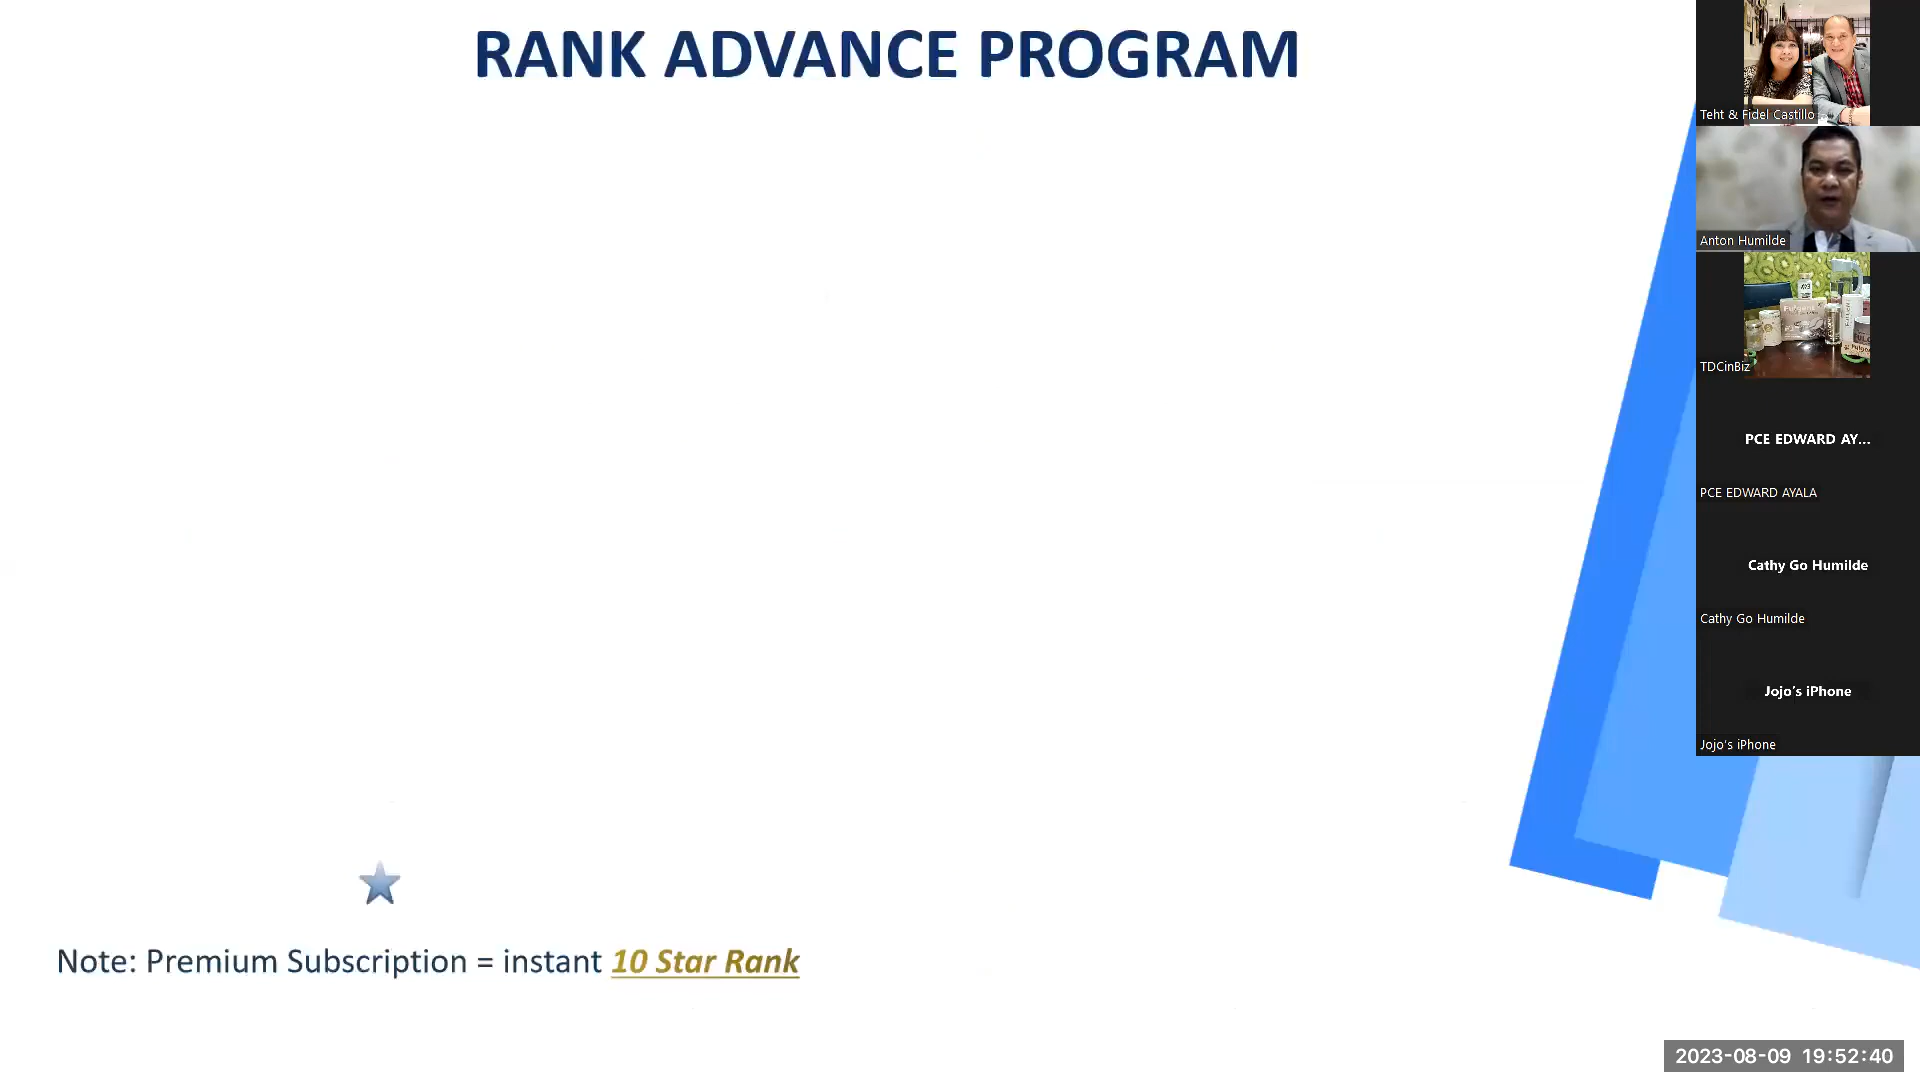 RANK ADVANCE PROGRAM
Note: Premium Subscription = instant 10 Star Rank
Teht & Fidel Castillo
Anton Humilde
TDCinBiz
PCE EDWARD AY...
PCE EDWARD AYALA
Cathy Go Humilde
Cathy Go Humilde
Jojo's iPhone
Jojo's iPhone
2023-08-09 19:52:40